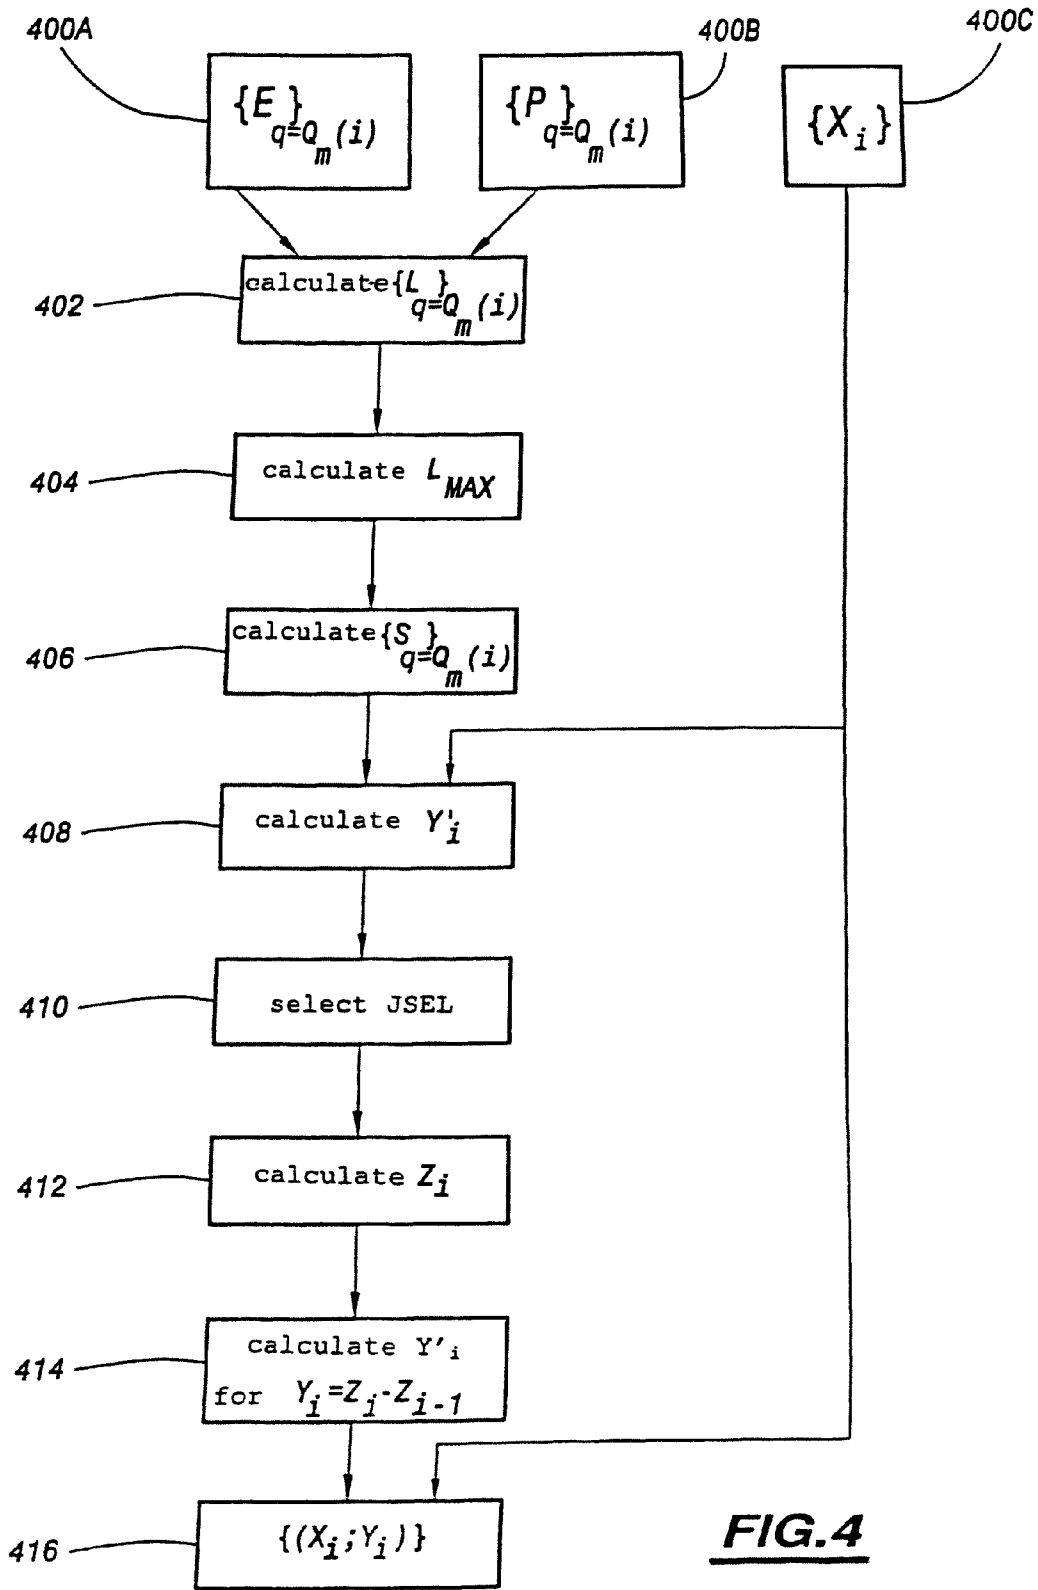 400A
400B
400C
{E }
q=Qm(i)
{P }
q=Qm(i)
{Xi}
402
calculate{L }
q=Qm(i)
404
calculate LMAX
406
calculate{S }
q=Qm(i)
408
calculate Y'i
410
select JSEL
412
calculate Zi
414
calculate Y'i
for Yi=Zi-Zi-1
416
{(Xi;Yi)}
FIG.4